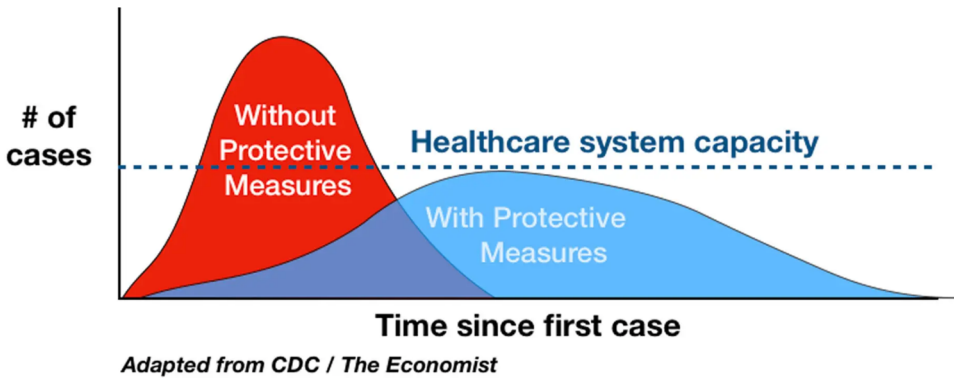 # of
cases
Without
Protective
Measures
Healthcare system capacity
With Protective
Measures
Time since first case
Adapted from CDC / The Economist